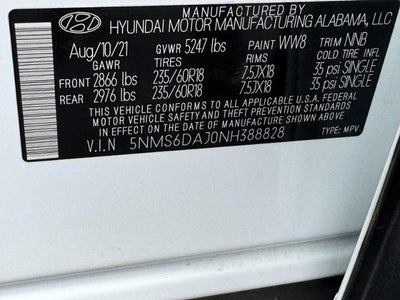 MANUFACTURED BY
HYUNDAI MOTOR MANUFACTURING ALABAMA, LLC
Aug/10/21 GVWR 5247 lbs PAINT WW8 TRIM NNB
GAWR TIRES RIMS COLD TIRE INFL
FRONT 2866 lbs 235/60R18 7.5JX18 35 psi SINGLE
REAR 2976 lbs 235/60R18 7.5JX18 35 psi SINGLE
THIS VEHICLE CONFORMS TO ALL APPLICABLE U.S.A. FEDERAL
MOTOR VEHICLE SAFETY AND THEFT PREVENTION STANDARDS
IN EFFECT ON THE DATE OF MANUFACTURE SHOWN ABOVE.
V.I.N 5NMS6DAJ0NH388828 TYPE: MPV